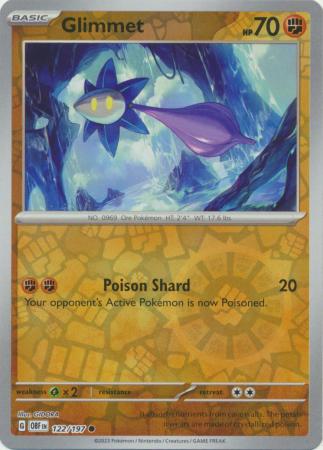 BASIC
Glimmet
HP 70
NO. 0969 Ore Pokémon HT: 2'4" WT: 17.6 lbs.
Poison Shard 20
Your opponent's Active Pokémon is now Poisoned.
weakness ×2 resistance retreat
Illus. GIDORA
G OBF EN 122/197
©2023 Pokémon / Nintendo / Creatures / GAME FREAK